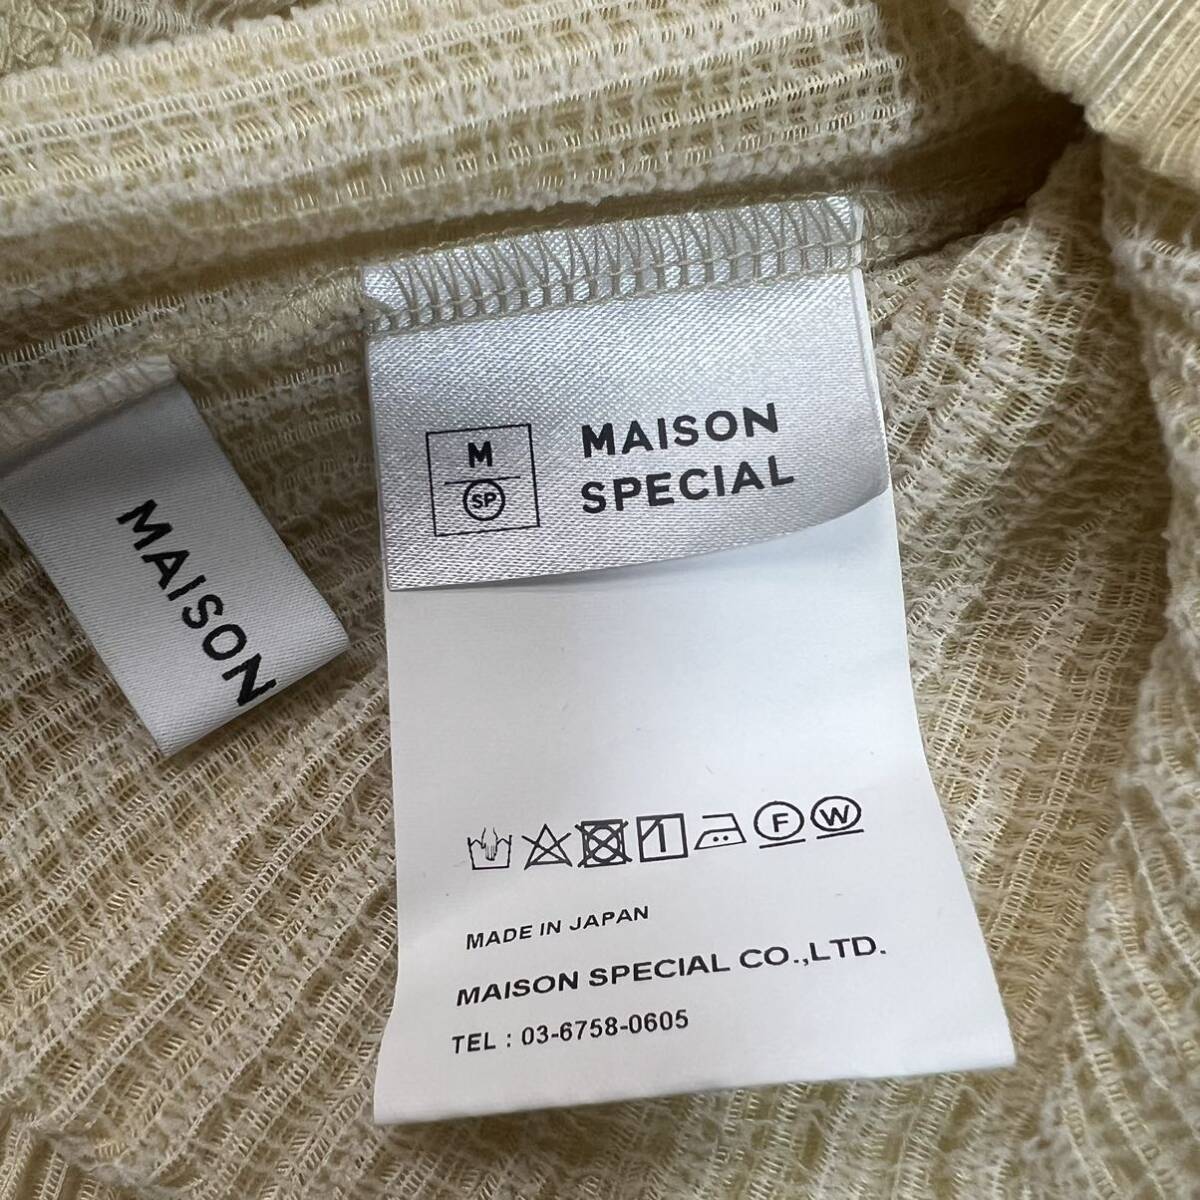 MAISON
M
SP
MAISON
SPECIAL
F W
MADE IN JAPAN
MAISON SPECIAL CO.,LTD.
TEL : 03-6758-0605